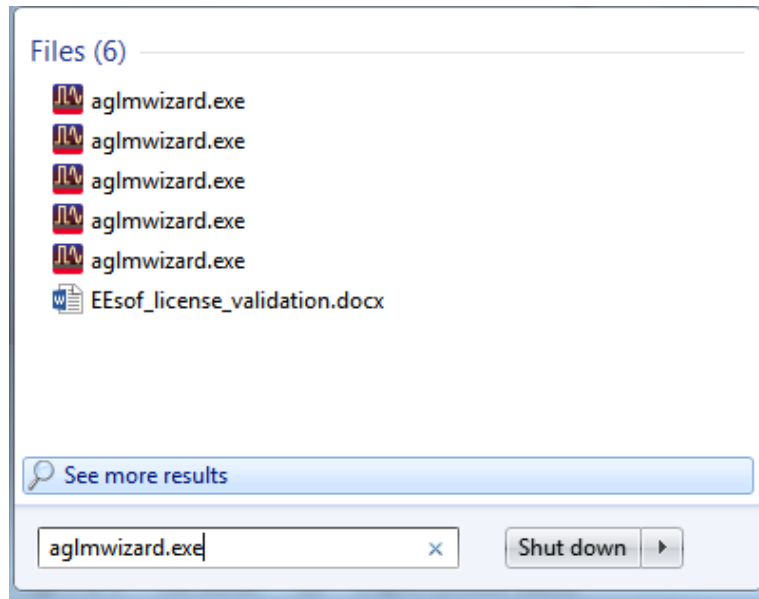 Files (6)
aglmwizard.exe
aglmwizard.exe
aglmwizard.exe
aglmwizard.exe
aglmwizard.exe
EEsof_license_validation.docx
See more results
aglmwizard.exe
Shut down